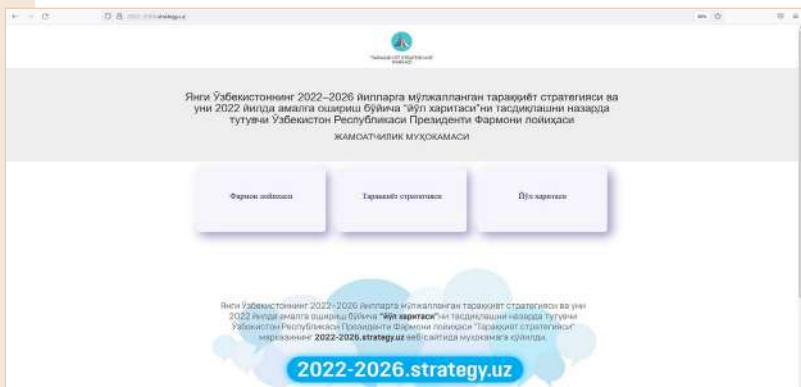 Янги Ўзбекистоннинг 2022–2026 йилларга мўлжалланган тараққиёт стратегияси ва
уни 2022 йилда амалга ошириш бўйича "йўл харитаси"ни тасдиқлашни назарда
тутувчи Ўзбекистон Республикаси Президенти Фармони лойиҳаси
ЖАМОАТЧИЛИК МУҲОКАМАСИ
Фармон лойиҳаси
Тараққиёт стратегияси
Йўл харитаси
Янги Ўзбекистоннинг 2022–2026 йилларга мўлжалланган тараққиёт стратегияси ва уни
2022 йилда амалга ошириш бўйича "йўл харитаси"ни тасдиқлашни назарда тутувчи
Ўзбекистон Республикаси Президенти Фармони лойиҳаси "Тараққиёт стратегияси"
марказининг 2022-2026.strategy.uz веб-сайтида муҳокамага қўйилди.
2022-2026.strategy.uz